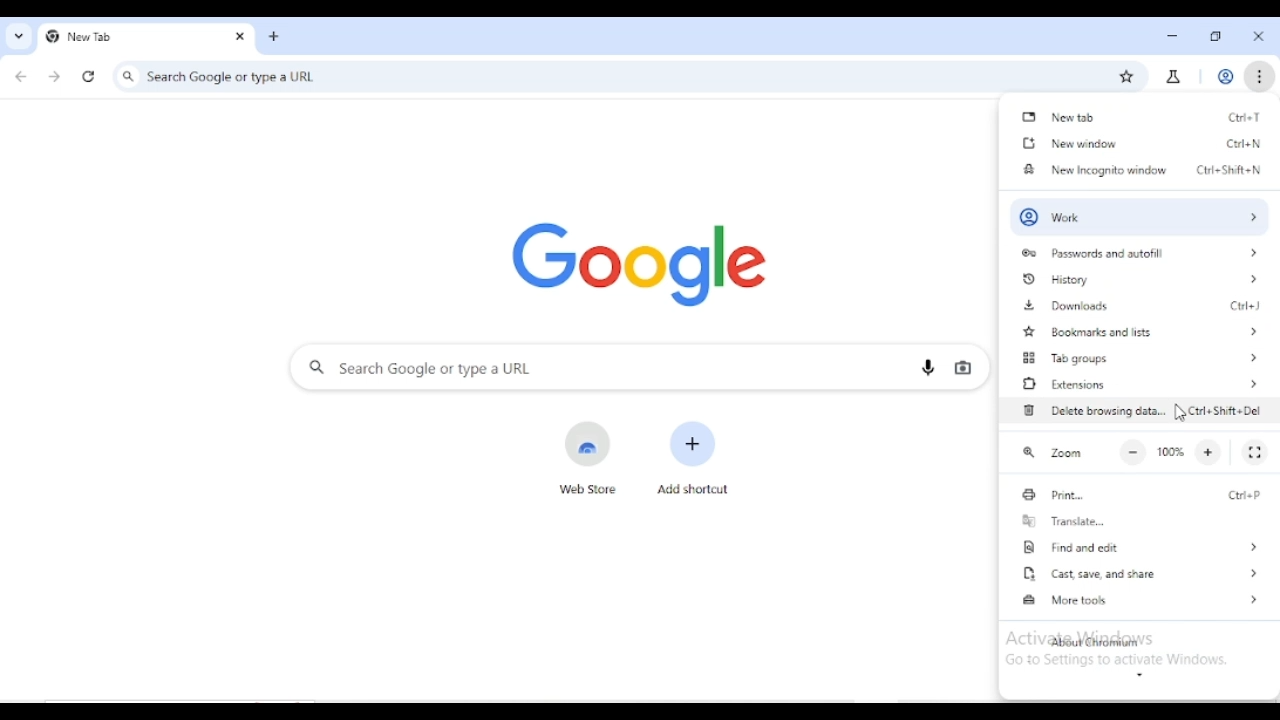 New Tab
Search Google or type a URL
New tab Ctrl+T
New window Ctrl+N
New Incognito window Ctrl+Shift+N
Work
Passwords and autofill
History
Downloads Ctrl+J
Bookmarks and lists
Tab groups
Extensions
Delete browsing data... Ctrl+Shift+Del
Zoom − 100% +
Print... Ctrl+P
Translate...
Find and edit
Cast, save, and share
More tools
About Chromium
Activate Windows
Go to Settings to activate Windows.
Google
Search Google or type a URL
Web Store Add shortcut